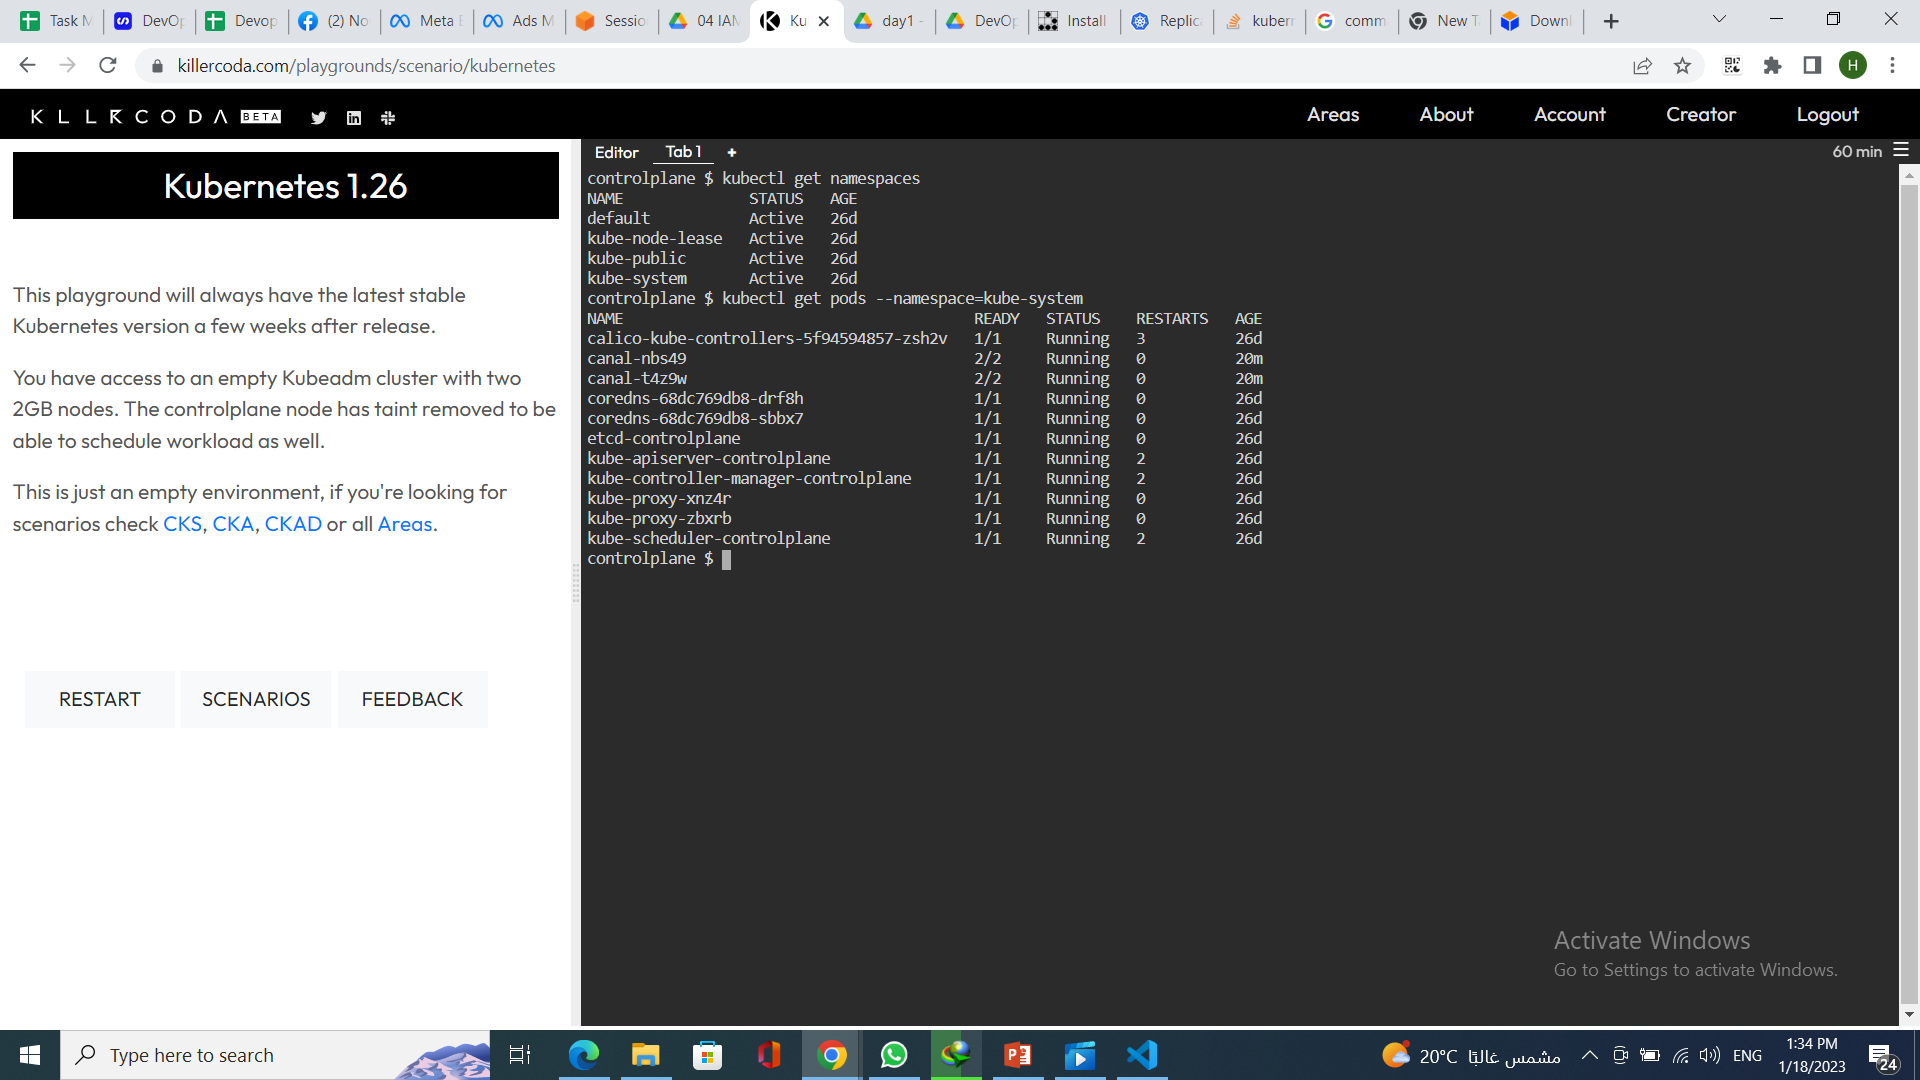 Task M
DevOp
Devop
(2) No
Meta B
Ads M
Sessio
04 IAM
Ku
day1 -
DevOp
Install
Replic
kubern
comm
New T
Downl
killercoda.com/playgrounds/scenario/kubernetes
H
KLLRCODA BETA
Areas
About
Account
Creator
Logout
Kubernetes 1.26
This playground will always have the latest stable
Kubernetes version a few weeks after release.
You have access to an empty Kubeadm cluster with two
2GB nodes. The controlplane node has taint removed to be
able to schedule workload as well.
This is just an empty environment, if you're looking for
scenarios check CKS, CKA, CKAD or all Areas.
RESTART
SCENARIOS
FEEDBACK
Editor Tab 1 +
60 min
controlplane $ kubectl get namespaces
NAME STATUS AGE
default Active 26d
kube-node-lease Active 26d
kube-public Active 26d
kube-system Active 26d
controlplane $ kubectl get pods --namespace=kube-system
NAME READY STATUS RESTARTS AGE
calico-kube-controllers-5f94594857-zsh2v 1/1 Running 3 26d
canal-nbs49 2/2 Running 0 20m
canal-t4z9w 2/2 Running 0 20m
coredns-68dc769db8-drf8h 1/1 Running 0 26d
coredns-68dc769db8-sbbx7 1/1 Running 0 26d
etcd-controlplane 1/1 Running 0 26d
kube-apiserver-controlplane 1/1 Running 2 26d
kube-controller-manager-controlplane 1/1 Running 2 26d
kube-proxy-xnz4r 1/1 Running 0 26d
kube-proxy-zbxrb 1/1 Running 0 26d
kube-scheduler-controlplane 1/1 Running 2 26d
controlplane $
Activate Windows
Go to Settings to activate Windows.
Type here to search
20°C مشمس غالبًا
ENG
1:34 PM
1/18/2023
24